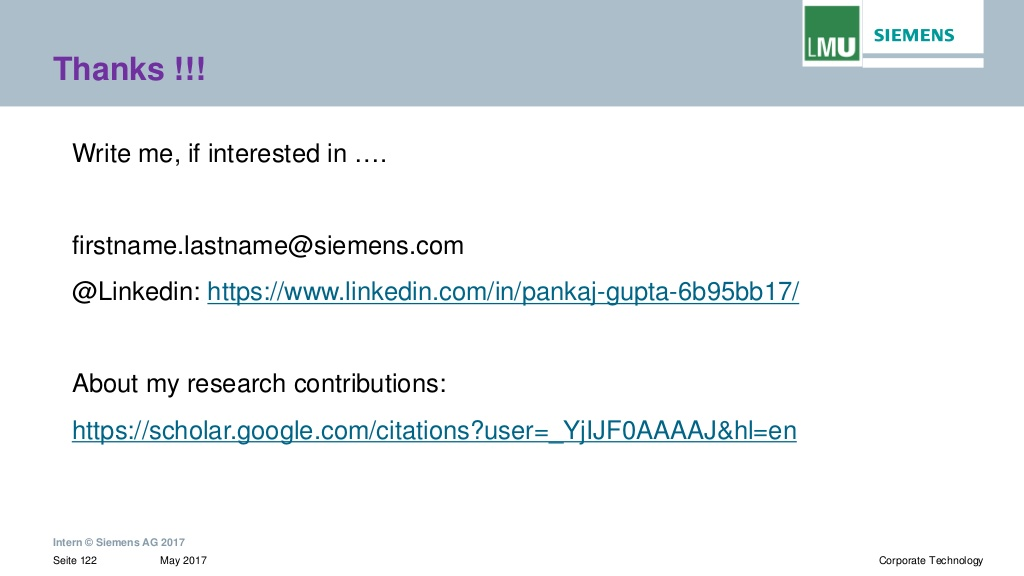 LMU SIEMENS
Thanks !!!
Write me, if interested in ….
firstname.lastname@siemens.com
@Linkedin: https://www.linkedin.com/in/pankaj-gupta-6b95bb17/
About my research contributions:
https://scholar.google.com/citations?user=_YjIJF0AAAAJ&hl=en
Intern © Siemens AG 2017
Seite 122 May 2017 Corporate Technology